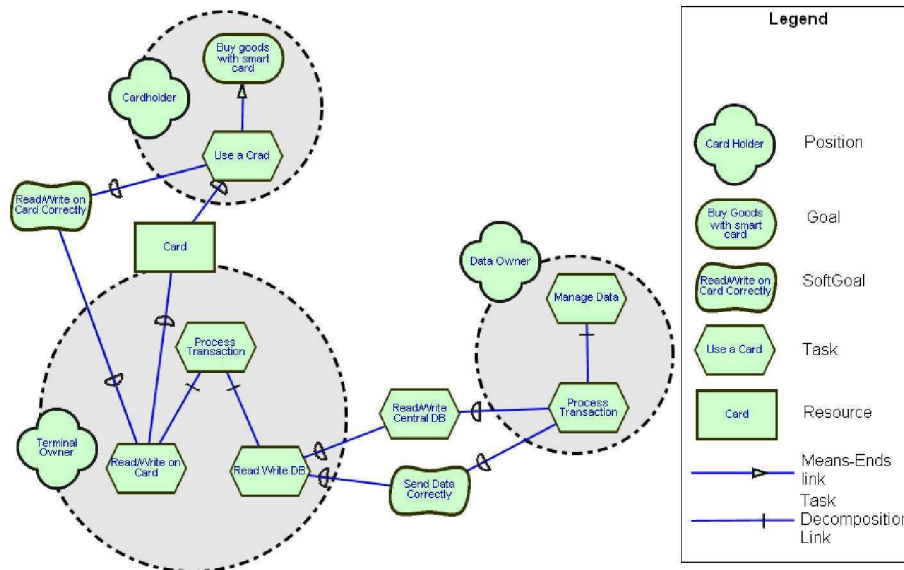 Buy goods
with smart
card
Cardholder
Use a Crad
Read/Write on
Card Correctly
Card
Data Owner
Manage Data
Process
Transaction
Process
Transaction
Read/Write
Central DB
Terminal
Owner
Read/Write on
Card
Read Write DB
Send Data
Correctly
Legend
Card Holder
Position
Buy Goods
with smart
card
Goal
Read/Write on
Card Correctly
SoftGoal
Use a Card
Task
Card
Resource
Means-Ends
link
Task
Decomposition
Link